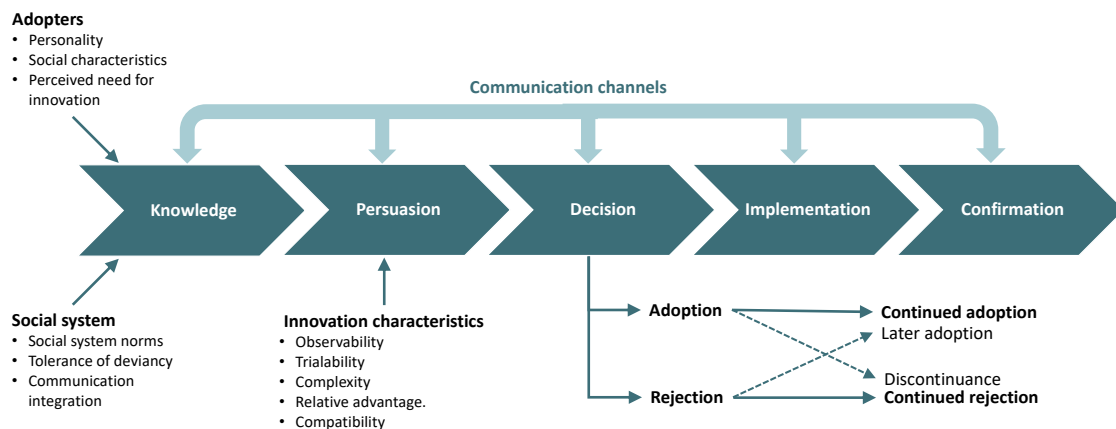 Adopters
• Personality
• Social characteristics
• Perceived need for
innovation
Communication channels
Knowledge
Persuasion
Decision
Implementation
Confirmation
Social system
• Social system norms
• Tolerance of deviancy
• Communication
integration
Innovation characteristics
• Observability
• Trialability
• Complexity
• Relative advantage.
• Compatibility
Adoption
Rejection
Continued adoption
Later adoption
Discontinuance
Continued rejection